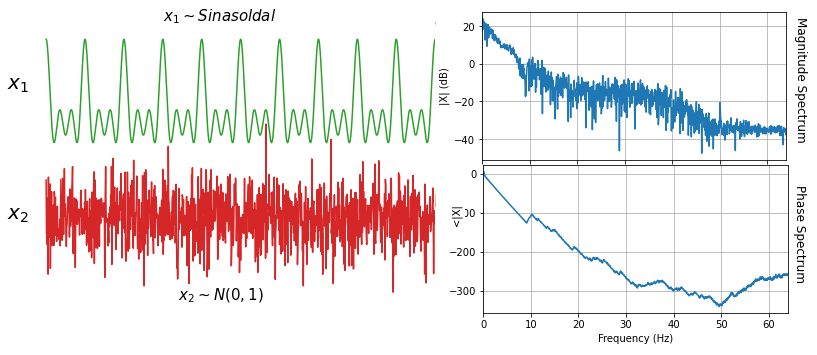 x₁ ~ Sinasoldal
x₁
x₂
x₂ ~ N(0, 1)
20
0
−20
−40
|X| (dB)
Magnitude Spectrum
0
10
−200
−300
<|X|
Phase Spectrum
0 10 20 30 40 50 60
Frequency (Hz)